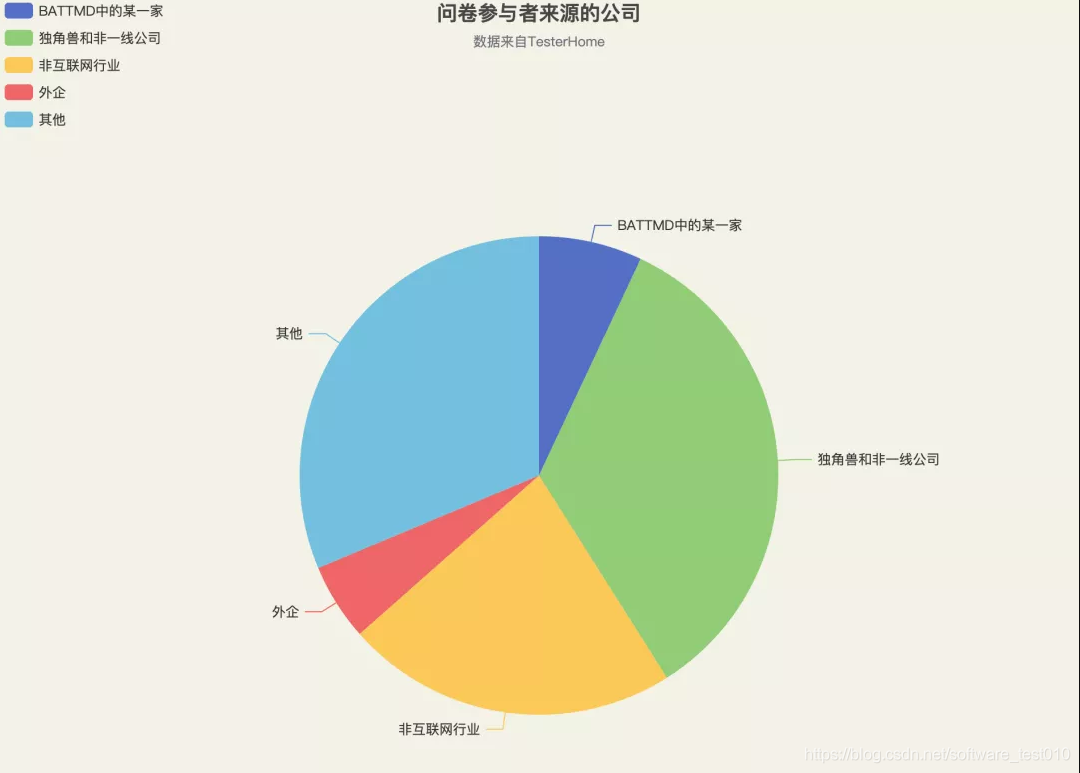 问卷参与者来源的公司
数据来自TesterHome
BATTMD中的某一家
独角兽和非一线公司
非互联网行业
外企
其他
BATTMD中的某一家
其他
独角兽和非一线公司
外企
非互联网行业
https://blog.csdn.net/software_test010